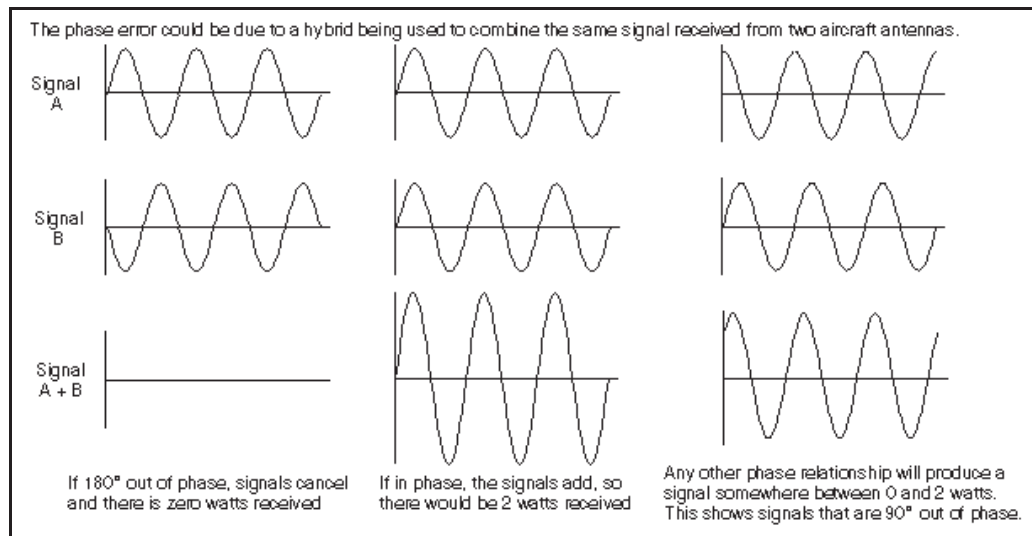 The phase error could be due to a hybrid being used to combine the same signal received from two aircraft antennas.
Signal
A
Signal
B
Signal
A + B
If 180° out of phase, signals cancel
and there is zero watts received
If in phase, the signals add, so
there would be 2 watts received
Any other phase relationship will produce a
signal somewhere between 0 and 2 watts.
This shows signals that are 90° out of phase.